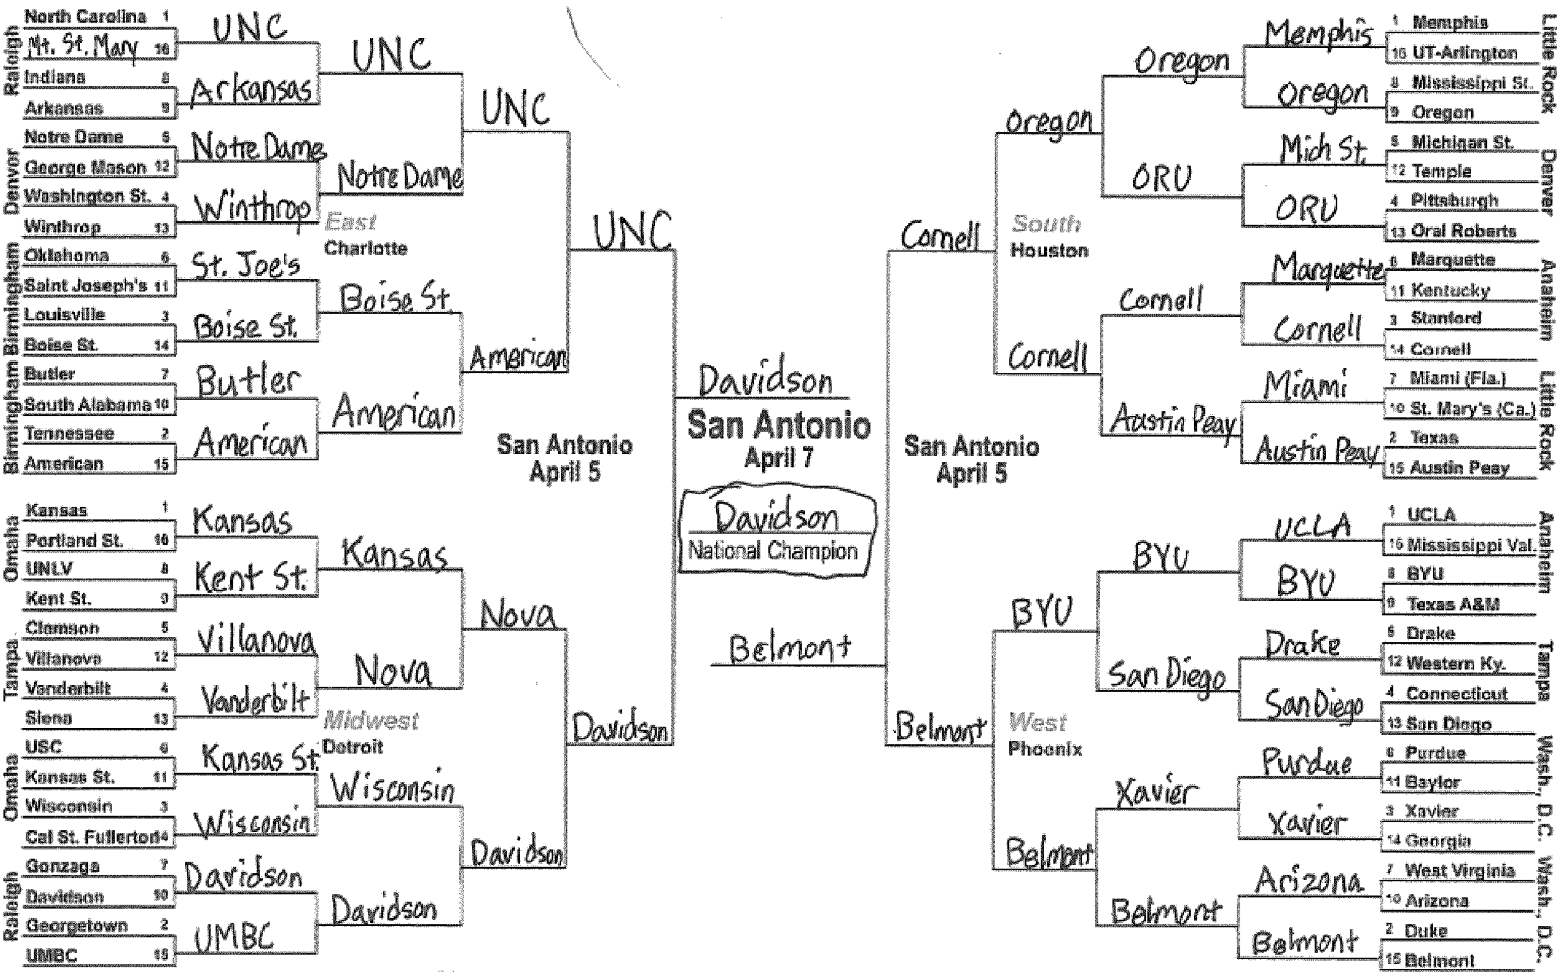 Raleigh
North Carolina 1
Mt. St. Mary 16
Indiana 8
Arkansas 9
Denver
Notre Dame 5
George Mason 12
Washington St. 4
Winthrop 13
Birmingham
Oklahoma 6
Saint Joseph's 11
Louisville 3
Boise St. 14
Birmingham
Butler 7
South Alabama 10
Tennessee 2
American 15
Omaha
Kansas 1
Portland St. 16
UNLV 8
Kent St. 9
Tampa
Clemson 5
Villanova 12
Vanderbilt 4
Siena 13
Omaha
USC 6
Kansas St. 11
Wisconsin 3
Cal St. Fullerton 14
Raleigh
Gonzaga 7
Davidson 10
Georgetown 2
UMBC 15
UNC
Arkansas
Notre Dame
Winthrop
St. Joe's
Boise St.
Butler
American
Kansas
Kent St.
Villanova
Vanderbilt
Kansas St.
Wisconsin
Davidson
UMBC
UNC
Notre Dame
East
Charlotte
Boise St.
American
Kansas
Nova
Midwest
Detroit
Wisconsin
Davidson
UNC
American
San Antonio
April 5
Nova
Davidson
UNC
Davidson
Davidson
San Antonio
April 7
Davidson
National Champion
Belmont
Cornell
San Antonio
April 5
Belmont
Oregon
South
Houston
Cornell
BYU
West
Phoenix
Belmont
Oregon
ORU
Cornell
Austin Peay
BYU
San Diego
Xavier
Belmont
Memphis
Oregon
Mich St.
ORU
Marquette
Cornell
Miami
Austin Peay
UCLA
BYU
Drake
San Diego
Purdue
Xavier
Arizona
Belmont
Little Rock
1 Memphis
16 UT-Arlington
8 Mississippi St.
9 Oregon
Denver
5 Michigan St.
12 Temple
4 Pittsburgh
13 Oral Roberts
Anaheim
6 Marquette
11 Kentucky
3 Stanford
14 Cornell
Little Rock
7 Miami (Fla.)
10 St. Mary's (Ca.)
2 Texas
15 Austin Peay
Anaheim
1 UCLA
16 Mississippi Val.
8 BYU
9 Texas A&M
Tampa
5 Drake
12 Western Ky.
4 Connecticut
13 San Diego
Wash., D.C.
6 Purdue
11 Baylor
3 Xavier
14 Georgia
Wash., D.C.
7 West Virginia
10 Arizona
2 Duke
15 Belmont